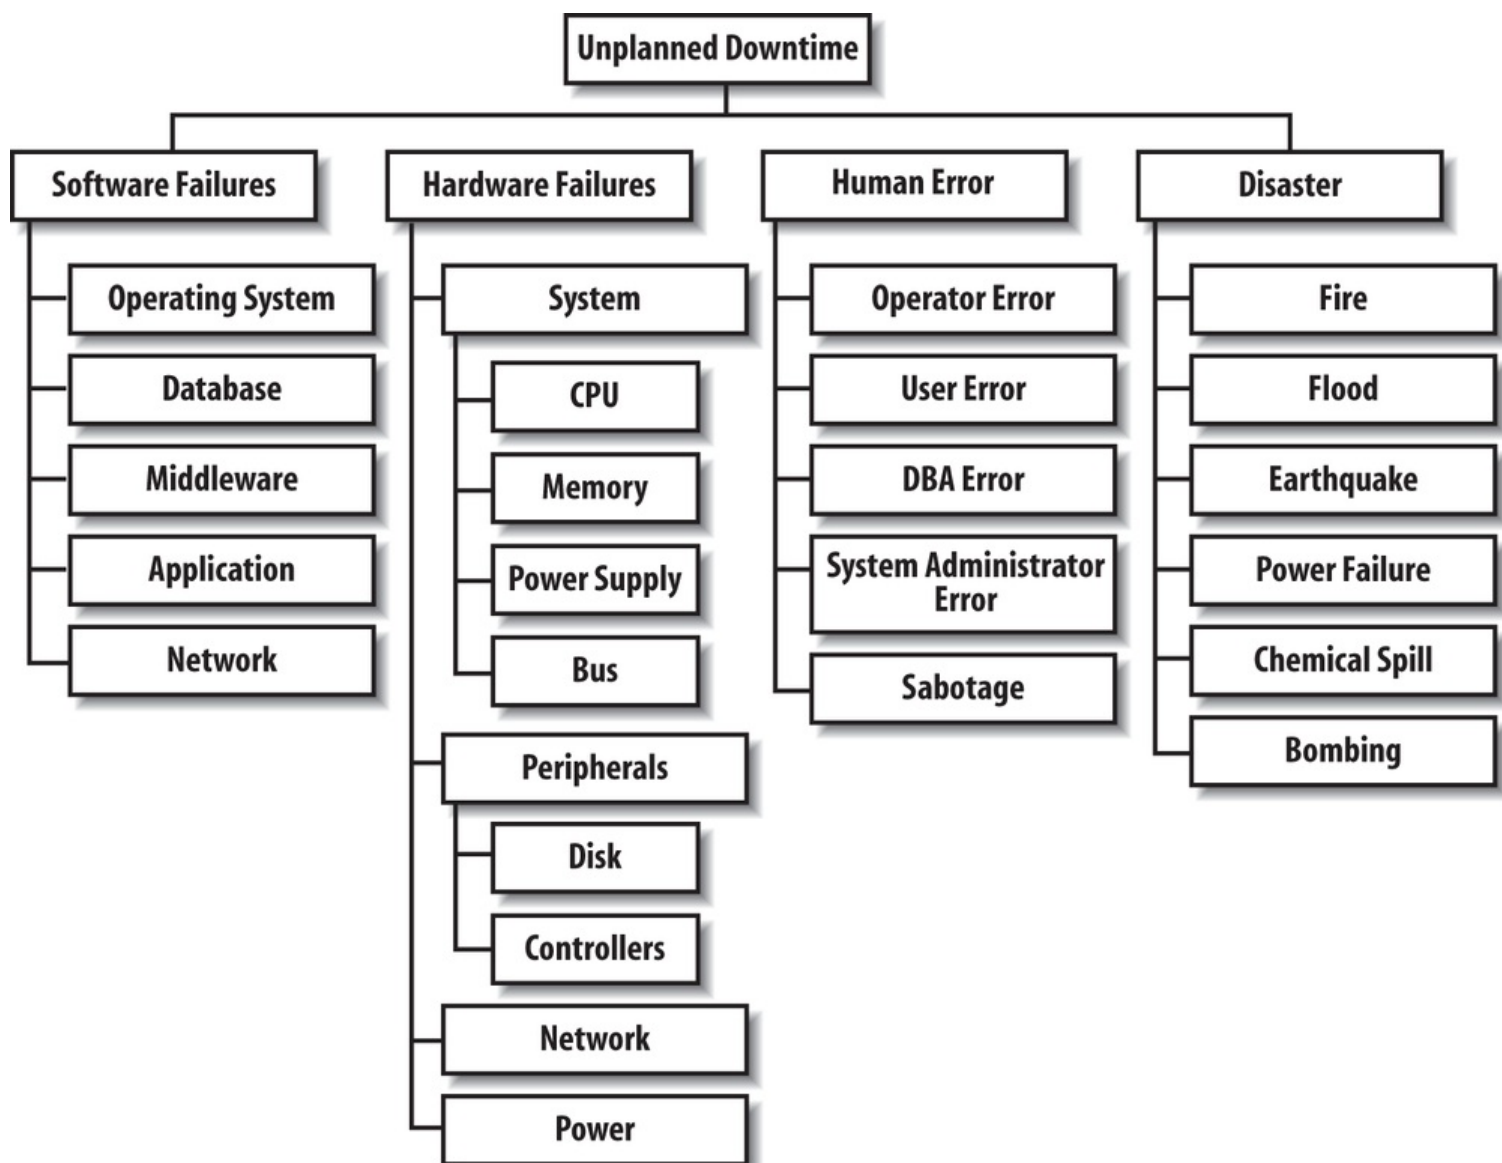 Unplanned Downtime
Software Failures
Operating System
Database
Middleware
Application
Network
Hardware Failures
System
CPU
Memory
Power Supply
Bus
Peripherals
Disk
Controllers
Network
Power
Human Error
Operator Error
User Error
DBA Error
System Administrator
Error
Sabotage
Disaster
Fire
Flood
Earthquake
Power Failure
Chemical Spill
Bombing